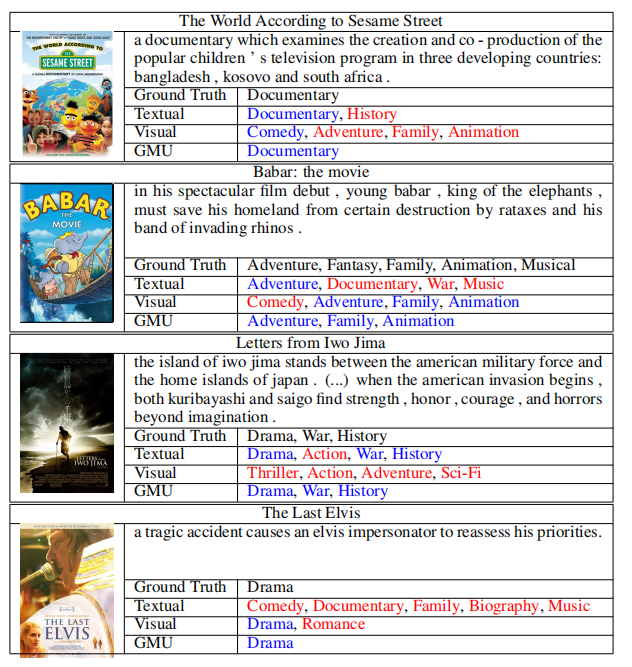 The World According to Sesame Street
THE WORLD ACCORDING TO
SESAME STREET
a documentary which examines the creation and co - production of the
popular children ' s television program in three developing countries:
bangladesh , kosovo and south africa .
Ground Truth Documentary
Textual Documentary, History
Visual Comedy, Adventure, Family, Animation
GMU Documentary
Babar: the movie
BABAR
THE
MOVIE
in his spectacular film debut , young babar , king of the elephants ,
must save his homeland from certain destruction by rataxes and his
band of invading rhinos .
Ground Truth Adventure, Fantasy, Family, Animation, Musical
Textual Adventure, Documentary, War, Music
Visual Comedy, Adventure, Family, Animation
GMU Adventure, Family, Animation
Letters from Iwo Jima
LETTERS FROM
IWO JIMA
the island of iwo jima stands between the american military force and
the home islands of japan . (...) when the american invasion begins ,
both kuribayashi and saigo find strength , honor , courage , and horrors
beyond imagination .
Ground Truth Drama, War, History
Textual Drama, Action, War, History
Visual Thriller, Action, Adventure, Sci-Fi
GMU Drama, War, History
The Last Elvis
THE LAST
ELVIS
a tragic accident causes an elvis impersonator to reassess his priorities.
Ground Truth Drama
Textual Comedy, Documentary, Family, Biography, Music
Visual Drama, Romance
GMU Drama